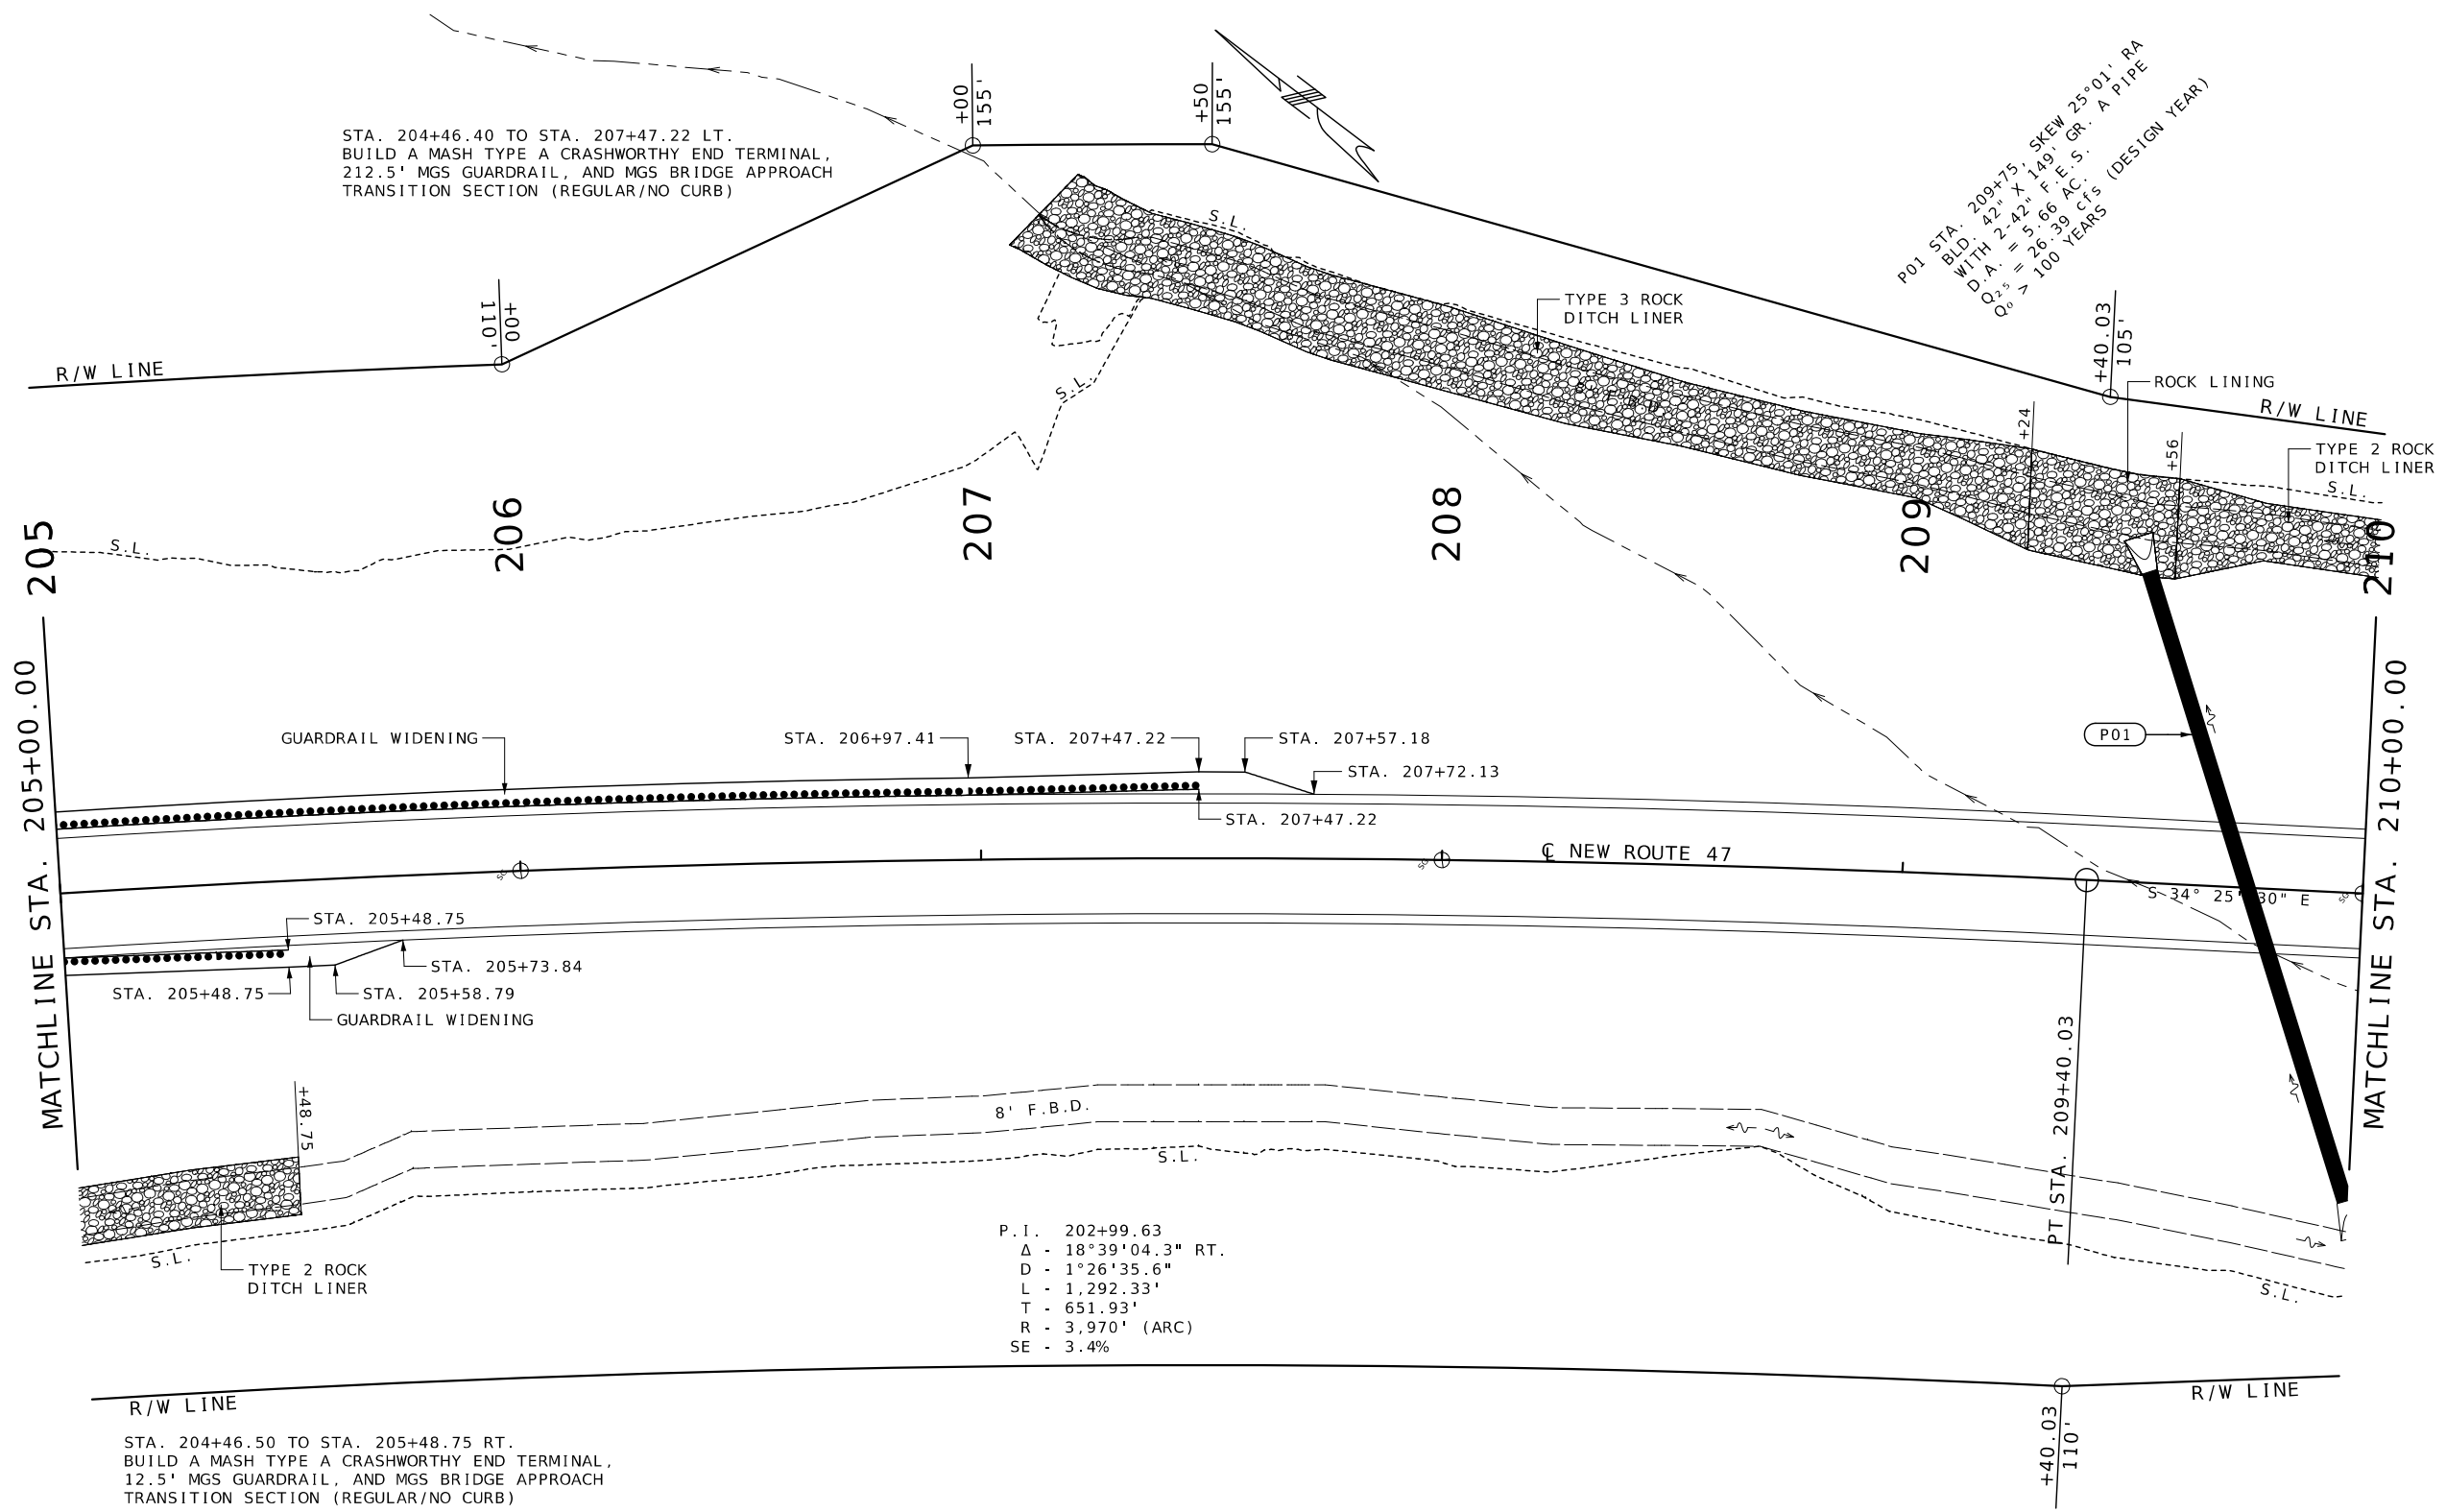 STA. 204+46.40 TO STA. 207+47.22 LT.
BUILD A MASH TYPE A CRASHWORTHY END TERMINAL,
212.5' MGS GUARDRAIL, AND MGS BRIDGE APPROACH
TRANSITION SECTION (REGULAR/NO CURB)
+00
155'
+50
155'
P01 STA. 209+75, SKEW 25°01' RA
BLD. 42" X 149' GR. A PIPE
WITH 2-42" F.E.S.
D.A. = 5.66 AC.
Q₂₅ = 26.39 cfs (DESIGN YEAR)
Q₀ > 100 YEARS
+00
110'
R/W LINE
S.L.
TYPE 3 ROCK
DITCH LINER
+40.03
105'
ROCK LINING
R/W LINE
+24
+56
TYPE 2 ROCK
DITCH LINER
S.L.
S.L.
S.L.
205
206
207
208
209
210
MATCHLINE STA. 205+00.00
MATCHLINE STA. 210+00.00
GUARDRAIL WIDENING
STA. 206+97.41
STA. 207+47.22
STA. 207+57.18
STA. 207+72.13
STA. 207+47.22
P01
℄ NEW ROUTE 47
SG
SG
SG
S 34° 25' 30" E
STA. 205+48.75
STA. 205+73.84
STA. 205+48.75
STA. 205+58.79
GUARDRAIL WIDENING
PT STA. 209+40.03
+48.75
8' F.B.D.
S.L.
S.L.
S.L.
TYPE 2 ROCK
DITCH LINER
P.I. 202+99.63
Δ - 18°39'04.3" RT.
D - 1°26'35.6"
L - 1,292.33'
T - 651.93'
R - 3,970' (ARC)
SE - 3.4%
R/W LINE
R/W LINE
+40.03
110'
STA. 204+46.50 TO STA. 205+48.75 RT.
BUILD A MASH TYPE A CRASHWORTHY END TERMINAL,
12.5' MGS GUARDRAIL, AND MGS BRIDGE APPROACH
TRANSITION SECTION (REGULAR/NO CURB)